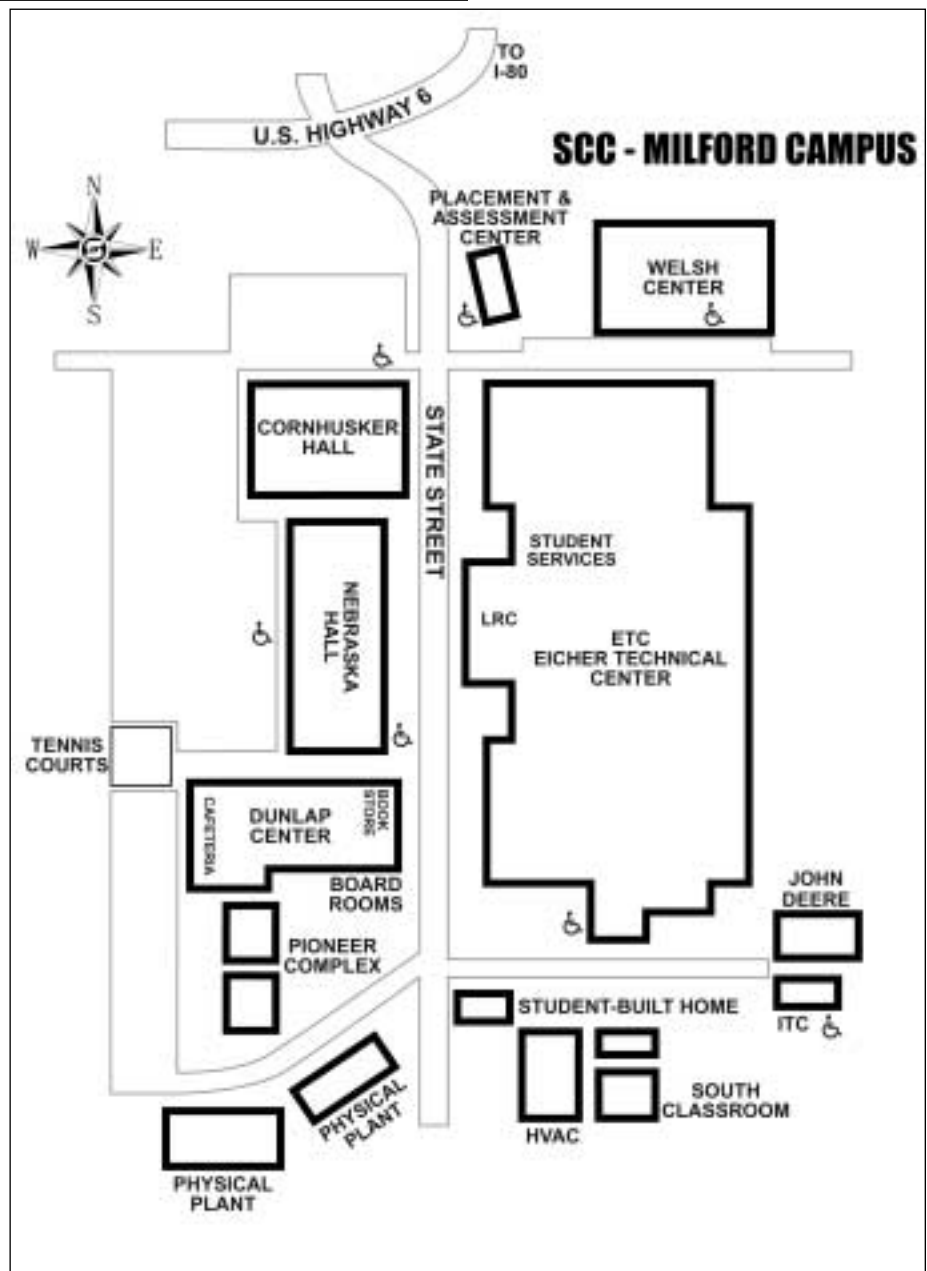 TO
I-80
U.S. HIGHWAY 6
SCC - MILFORD CAMPUS
N
W
E
S
PLACEMENT &
ASSESSMENT
CENTER
WELSH
CENTER
CORNHUSKER
HALL
STATE STREET
STUDENT
SERVICES
NEBRASKA
HALL
LRC
ETC
EICHER TECHNICAL
CENTER
TENNIS
COURTS
CAFETERIA
DUNLAP
CENTER
BOOK
STORE
BOARD
ROOMS
JOHN
DEERE
PIONEER
COMPLEX
STUDENT-BUILT HOME
ITC
SOUTH
CLASSROOM
HVAC
PHYSICAL
PLANT
PHYSICAL
PLANT